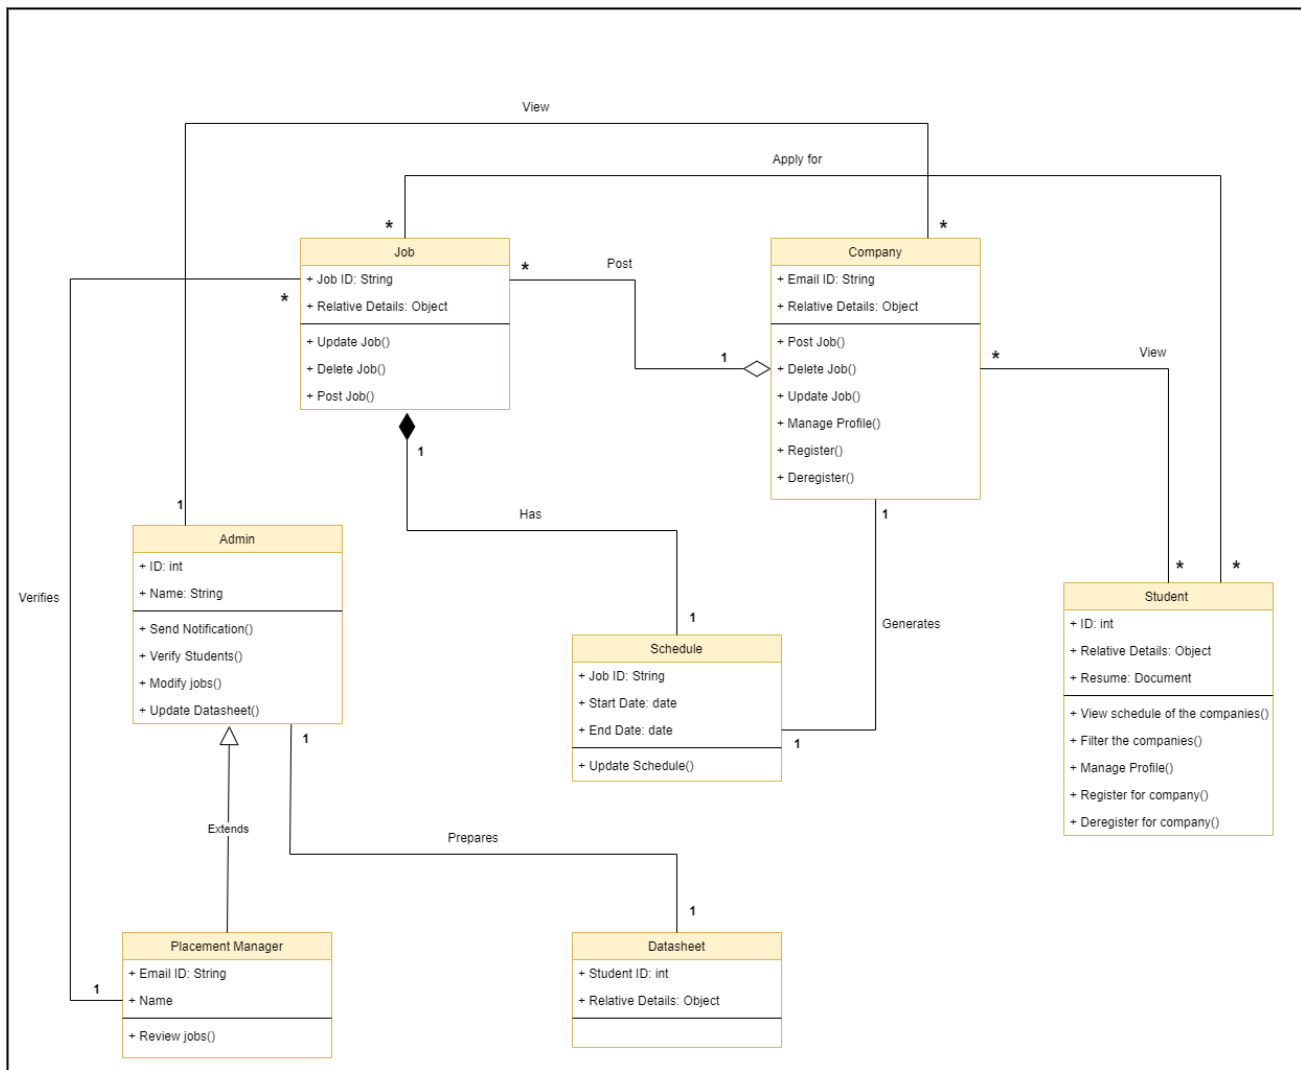 View
Apply for
*
*
Job
+ Job ID: String
+ Relative Details: Object
+ Update Job()
+ Delete Job()
+ Post Job()
*
*
Post
1
Company
+ Email ID: String
+ Relative Details: Object
+ Post Job()
+ Delete Job()
+ Update Job()
+ Manage Profile()
+ Register()
+ Deregister()
*
View
1
Has
1
1
Admin
+ ID: int
+ Name: String
+ Send Notification()
+ Verify Students()
+ Modify jobs()
+ Update Datasheet()
Verifies
*
*
Student
+ ID: int
+ Relative Details: Object
+ Resume: Document
+ View schedule of the companies()
+ Filter the companies()
+ Manage Profile()
+ Register for company()
+ Deregister for company()
Generates
1
Schedule
+ Job ID: String
+ Start Date: date
+ End Date: date
+ Update Schedule()
1
1
Extends
Prepares
1
1
Placement Manager
+ Email ID: String
+ Name
+ Review jobs()
Datasheet
+ Student ID: int
+ Relative Details: Object